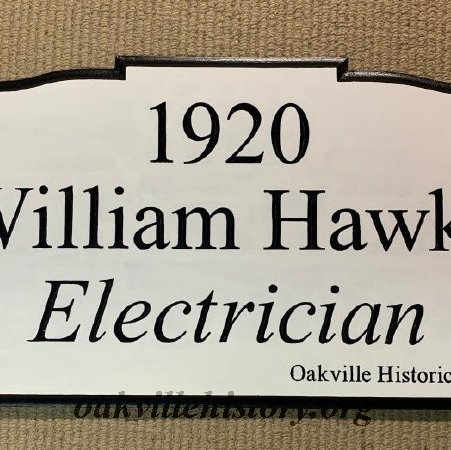 1920
William Hawk
Electrician
Oakville Historic
oakvillehistory.org